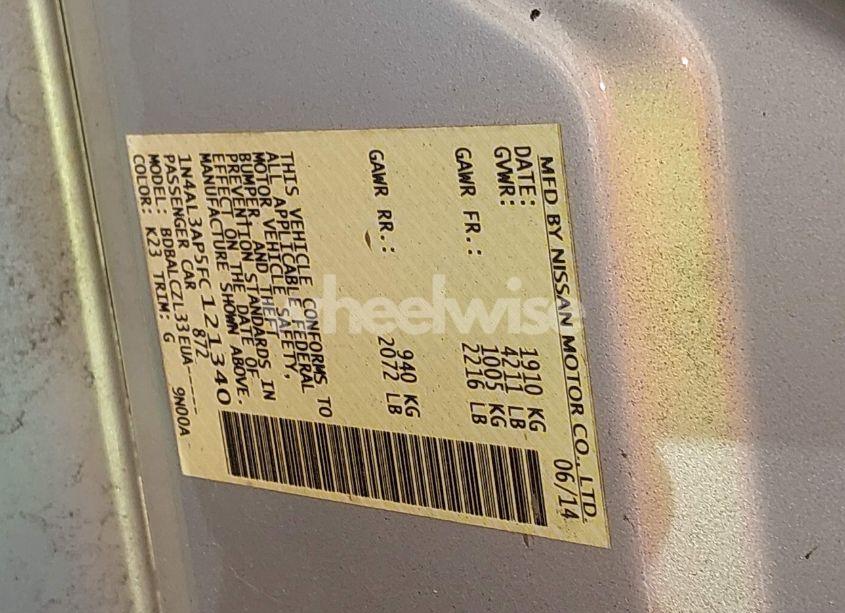 MFD BY NISSAN MOTOR CO., LTD.
DATE: 06/14
GVWR: 1910 KG
4211 LB
GAWR FR.: 1005 KG
2216 LB
GAWR RR.: 940 KG
2072 LB
THIS VEHICLE CONFORMS TO
ALL APPLICABLE FEDERAL
MOTOR VEHICLE SAFETY,
BUMPER, AND THEFT
PREVENTION STANDARDS IN
EFFECT ON THE DATE OF
MANUFACTURE SHOWN ABOVE.
1N4AL3AP5FC121340
PASSENGER CAR 872
MODEL: BDBALCZL33EUA-----
COLOR: K23 TRIM: G 9N00A
wheelwise